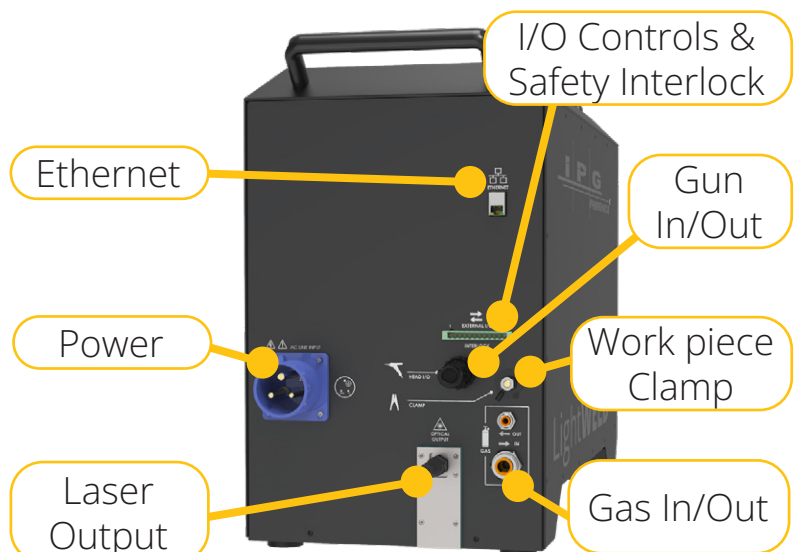 I/O Controls &
Safety Interlock
Ethernet
ETHERNET
IPG
Gun
In/Out
EXTERNAL
INTERLOCK
Power
AC LINE INPUT
HEAD I/O
CLAMP
Work piece
Clamp
OPTICAL
OUTPUT
OUT
IN
GAS
LightWELD
Laser
Output
Gas In/Out